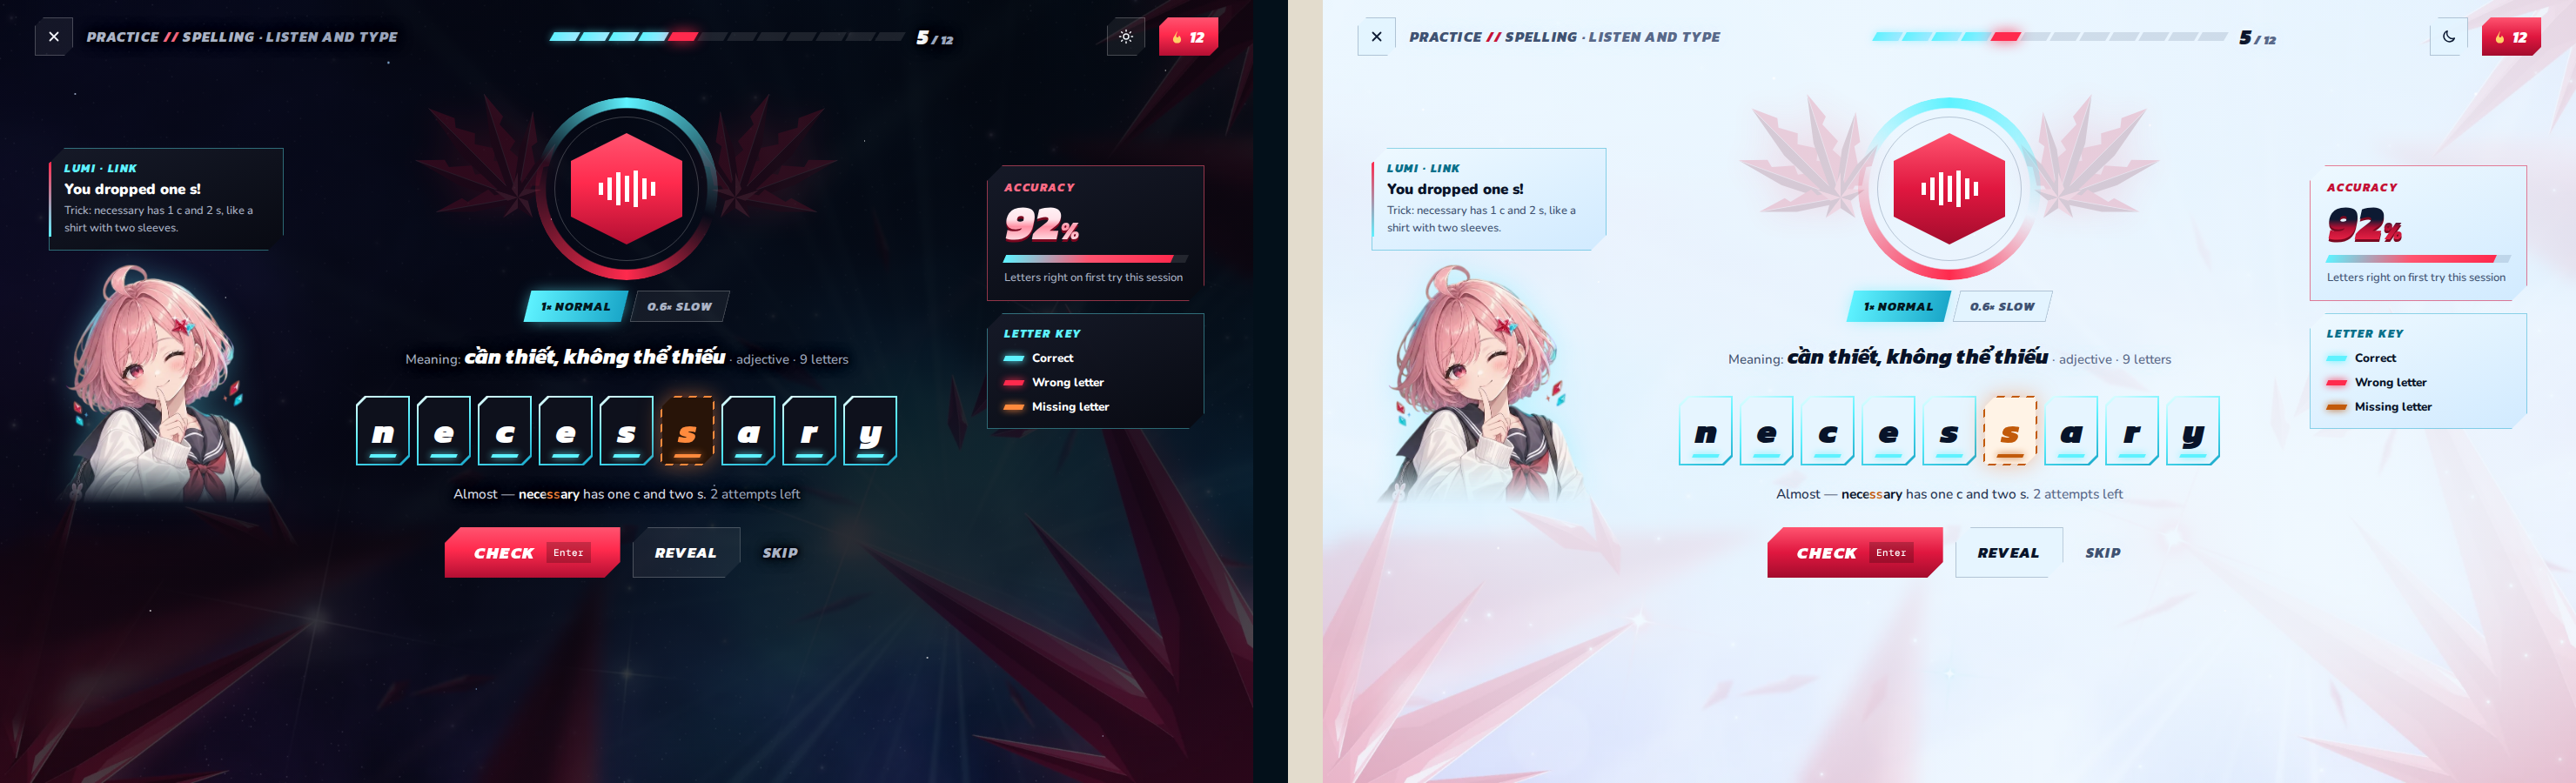 PRACTICE // SPELLING · LISTEN AND TYPE
5 / 12
12
LUMI · LINK
You dropped one s!
Trick: necessary has 1 c and 2 s, like a
shirt with two sleeves.
ACCURACY
92%
Letters right on first try this session
1× NORMAL
0.6× SLOW
LETTER KEY
Correct
Wrong letter
Missing letter
Meaning: cần thiết, không thể thiếu · adjective · 9 letters
n e c e s s a r y
Almost — necessary has one c and two s. 2 attempts left
CHECK Enter
REVEAL
SKIP
PRACTICE // SPELLING · LISTEN AND TYPE
5 / 12
12
LUMI · LINK
You dropped one s!
Trick: necessary has 1 c and 2 s, like a
shirt with two sleeves.
ACCURACY
92%
Letters right on first try this session
1× NORMAL
0.6× SLOW
LETTER KEY
Correct
Wrong letter
Missing letter
Meaning: cần thiết, không thể thiếu · adjective · 9 letters
n e c e s s a r y
Almost — necessary has one c and two s. 2 attempts left
CHECK Enter
REVEAL
SKIP